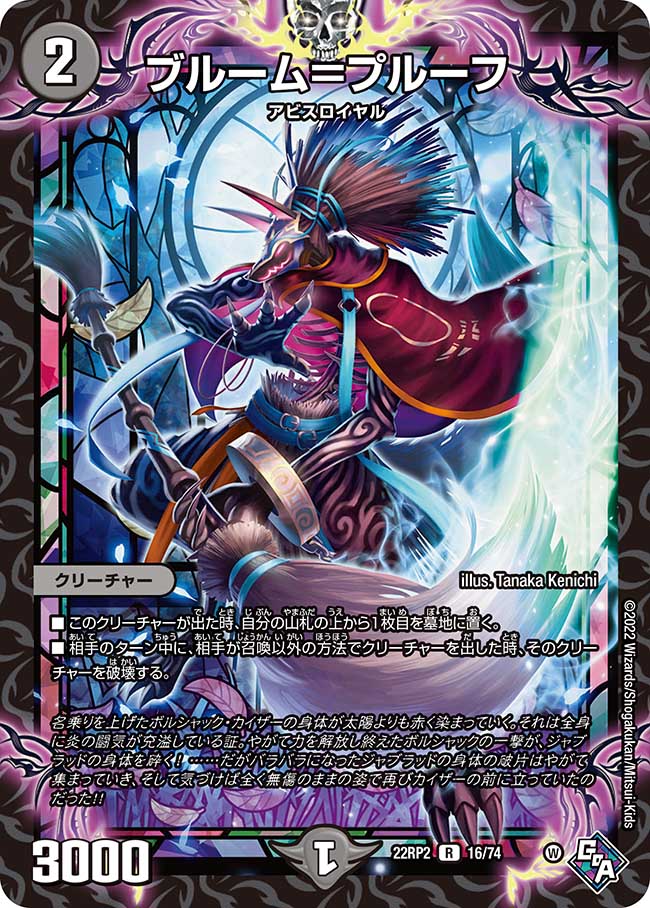 2
ブルーム=プルーフ
アビスロイヤル
クリーチャー
illus. Tanaka Kenichi
■このクリーチャーが出た時、自分の山札の上から1枚目を墓地に置く。
■相手のターン中に、相手が召喚以外の方法でクリーチャーを出した時、そのクリー
チャーを破壊する。
名乗りを上げたボルシャック・カイザーの身体が太陽よりも赤く染まっていく。それは全身
に炎の闘気が充溢している証。やがて力を解放し終えたボルシャックの一撃が、ジャブ
ラッドの身体を砕く！……だがバラバラになったジャブラッドの身体の破片はやがて
集まっていき、そして気づけば全く無傷のままの姿で再びカイザーの前に立っていたの
だった!!
©2022 Wizards/Shogakukan/Mitsui-Kids
3000
1
22RP2 R 16/74
W